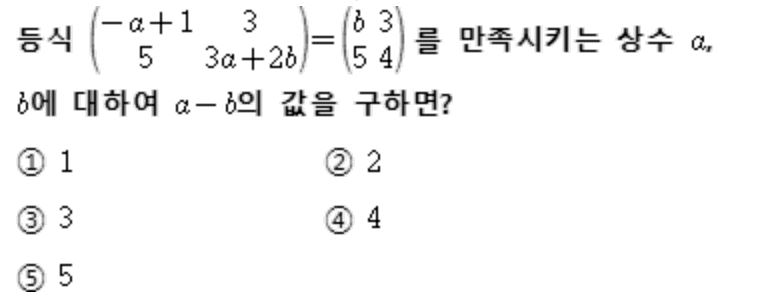 등식 (−a+1 3 5 3a+2b)=(b 3 5 4) 를 만족시키는 상수 a,
b에 대하여 a−b의 값을 구하면?
① 1 ② 2
③ 3 ④ 4
⑤ 5